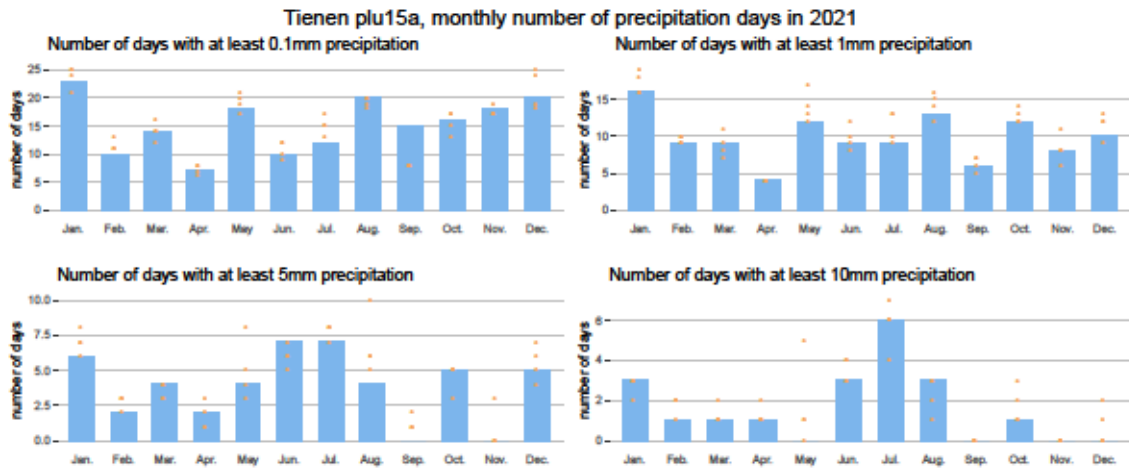 Tienen plu15a, monthly number of precipitation days in 2021
Number of days with at least 0.1mm precipitation
number of days
25
20
15
10
5
0
Jan. Feb. Mar. Apr. May Jun. Jul. Aug. Sep. Oct. Nov. Dec.
Number of days with at least 1mm precipitation
number of days
15
10
5
0
Jan. Feb. Mar. Apr. May Jun. Jul. Aug. Sep. Oct. Nov. Dec.
Number of days with at least 5mm precipitation
number of days
10.0
7.5
5.0
2.5
0.0
Jan. Feb. Mar. Apr. May Jun. Jul. Aug. Sep. Oct. Nov. Dec.
Number of days with at least 10mm precipitation
number of days
6
4
2
0
Jan. Feb. Mar. Apr. May Jun. Jul. Aug. Sep. Oct. Nov. Dec.